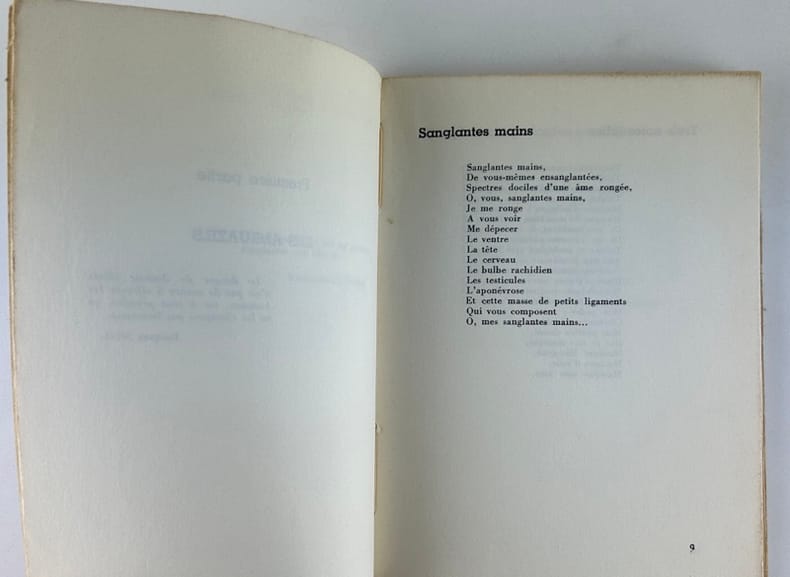 Sanglantes mains
Sanglantes mains,
De vous-mêmes ensanglantées,
Spectres dociles d'une âme rongée,
O, vous, sanglantes mains,
Je me ronge
A vous voir
Me dépecer
Le ventre
La tête
Le cerveau
Le bulbe rachidien
Les testicules
L'aponévrose
Et cette masse de petits ligaments
Qui vous composent
O, mes sanglantes mains...
9